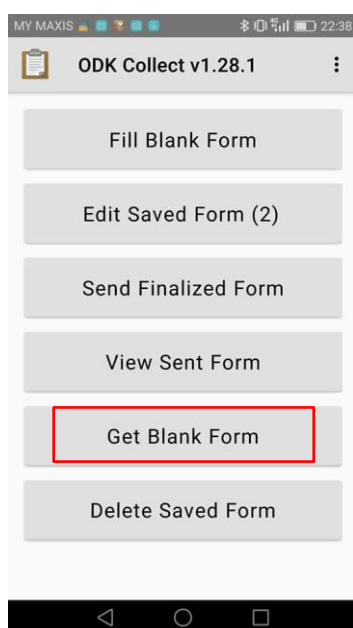 MY MAXIS 22:38
ODK Collect v1.28.1
Fill Blank Form
Edit Saved Form (2)
Send Finalized Form
View Sent Form
Get Blank Form
Delete Saved Form